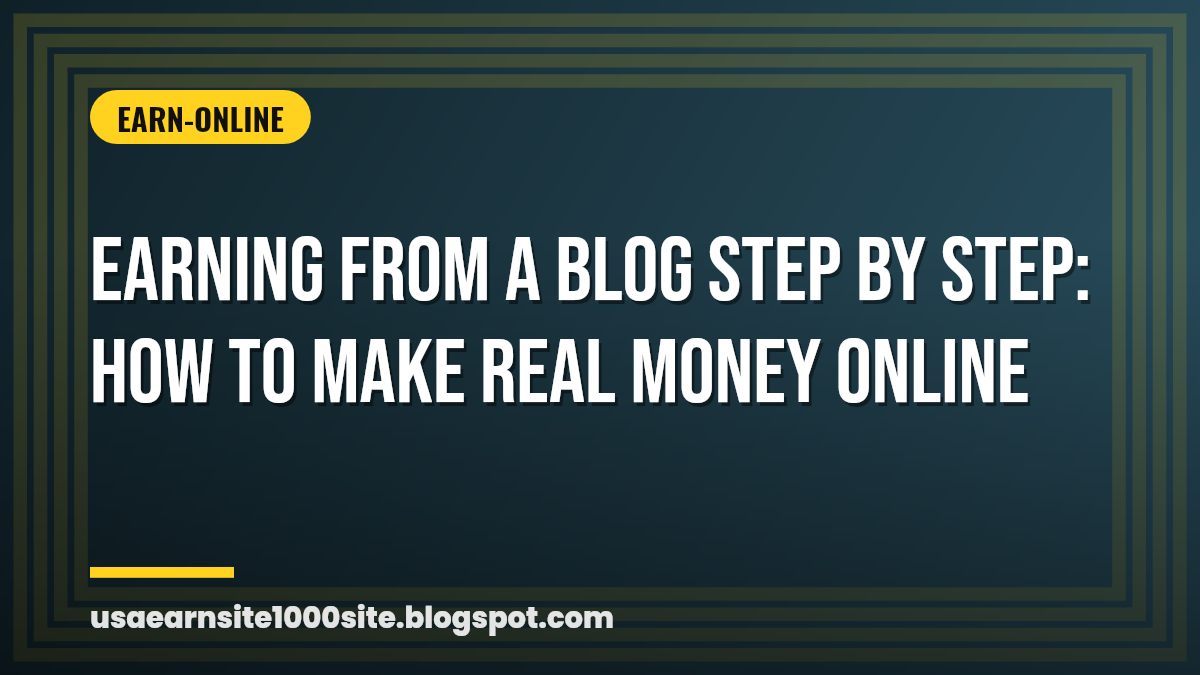 EARN-ONLINE
EARNING FROM A BLOG STEP BY STEP:
HOW TO MAKE REAL MONEY ONLINE
usaearnsite1000site.blogspot.com